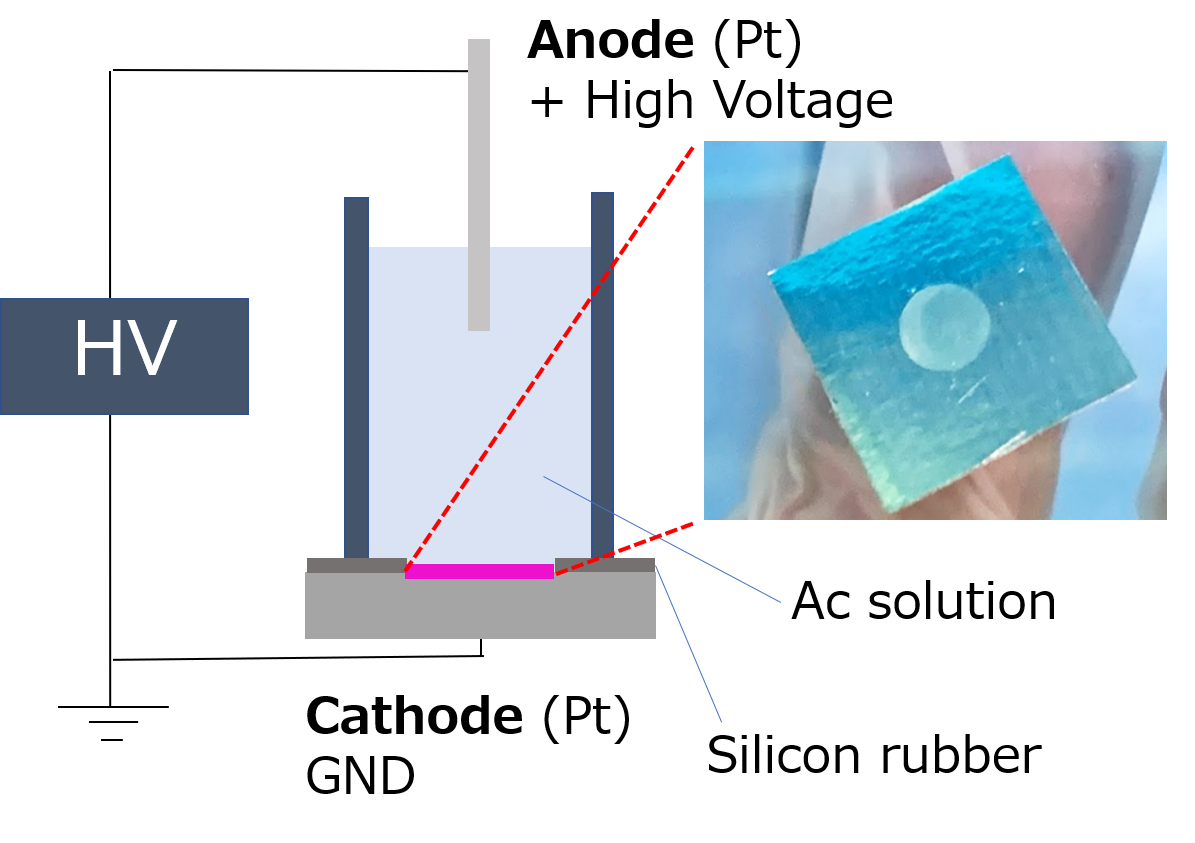 Anode (Pt)
+ High Voltage
HV
Ac solution
Cathode (Pt)
GND
Silicon rubber